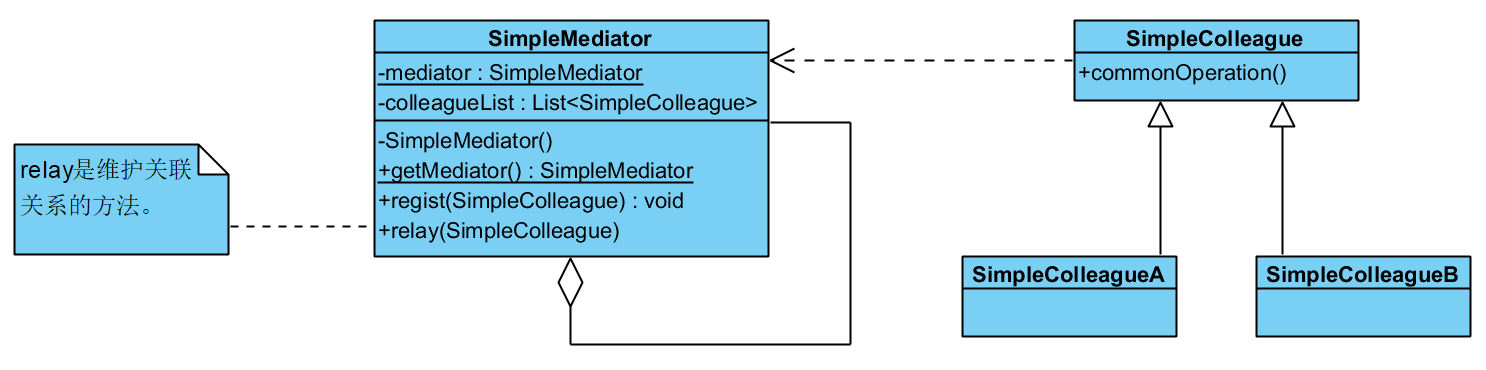 SimpleMediator
-mediator : SimpleMediator
-colleagueList : List<SimpleColleague>
-SimpleMediator()
+getMediator() : SimpleMediator
+regist(SimpleColleague) : void
+relay(SimpleColleague)
relay是维护关联
关系的方法。
SimpleColleague
+commonOperation()
SimpleColleagueA
SimpleColleagueB